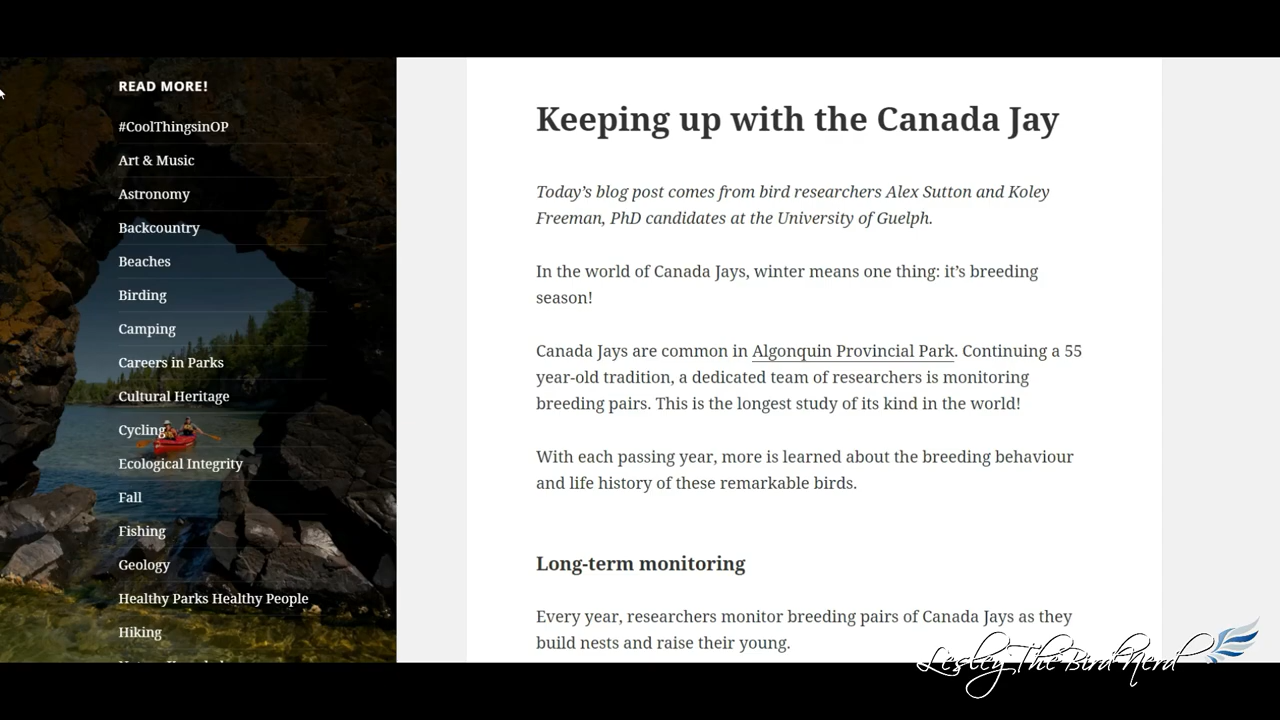 READ MORE!
#CoolThingsinOP
Art & Music
Astronomy
Backcountry
Beaches
Birding
Camping
Careers in Parks
Cultural Heritage
Cycling
Ecological Integrity
Fall
Fishing
Geology
Healthy Parks Healthy People
Hiking
Keeping up with the Canada Jay
Today’s blog post comes from bird researchers Alex Sutton and Koley
Freeman, PhD candidates at the University of Guelph.
In the world of Canada Jays, winter means one thing: it’s breeding
season!
Canada Jays are common in Algonquin Provincial Park. Continuing a 55
year-old tradition, a dedicated team of researchers is monitoring
breeding pairs. This is the longest study of its kind in the world!
With each passing year, more is learned about the breeding behaviour
and life history of these remarkable birds.
Long-term monitoring
Every year, researchers monitor breeding pairs of Canada Jays as they
build nests and raise their young.
Lesley The Bird Nerd